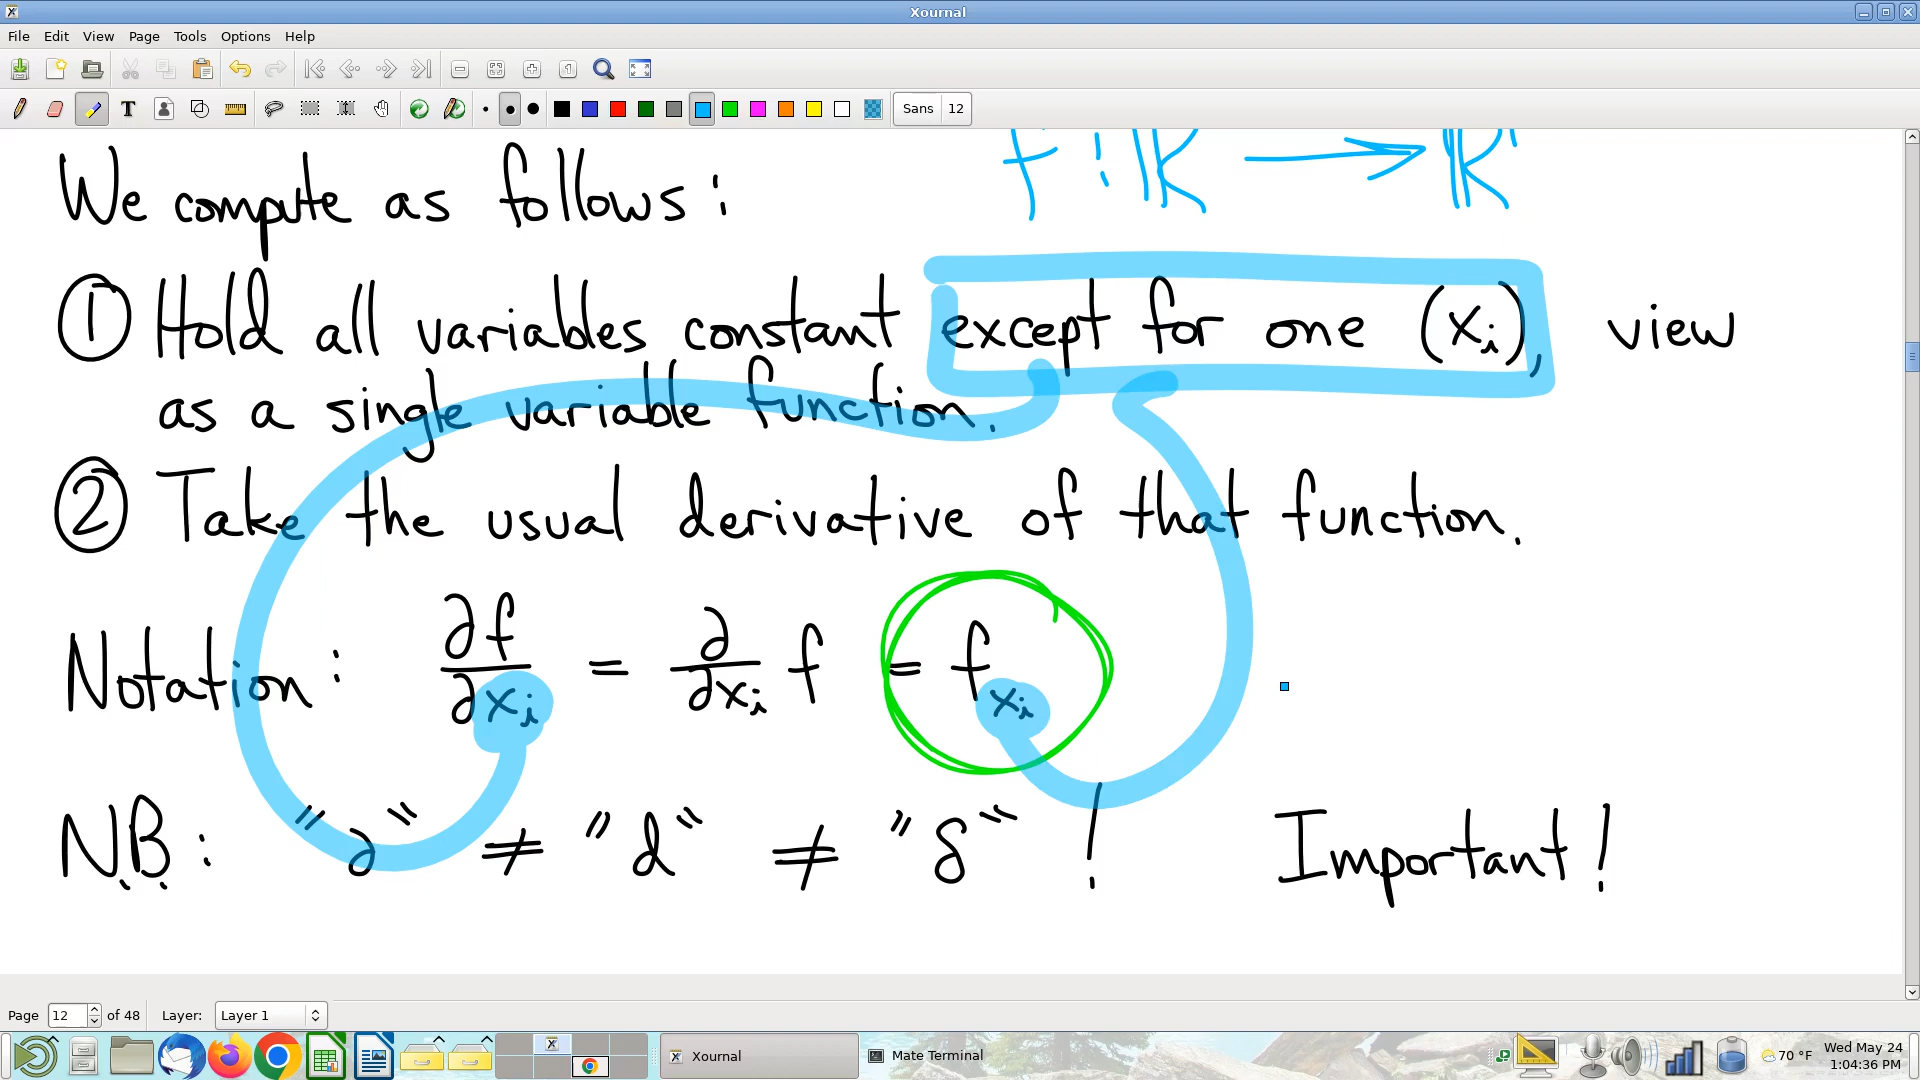 Xournal
File Edit View Page Tools Options Help
Sans 12
We compute as follows:
f : ℝ ⟶ ℝ
① Hold all variables constant except for one (xᵢ), view
as a single variable function.
② Take the usual derivative of that function.
Notation: ∂f/∂xᵢ = ∂/∂xᵢ f = f_{xᵢ}
N.B.: "∂" ≠ "d" ≠ "δ" ! Important!
Page 12 of 48 Layer: Layer 1
Xournal Mate Terminal 70 °F Wed May 24
1:04:36 PM